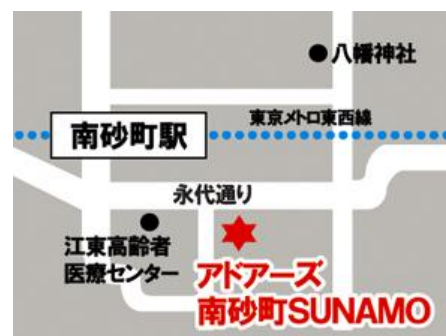 八幡神社
東京メトロ東西線
南砂町駅
永代通り
江東高齢者
医療センター
アドアーズ
南砂町SUNAMO